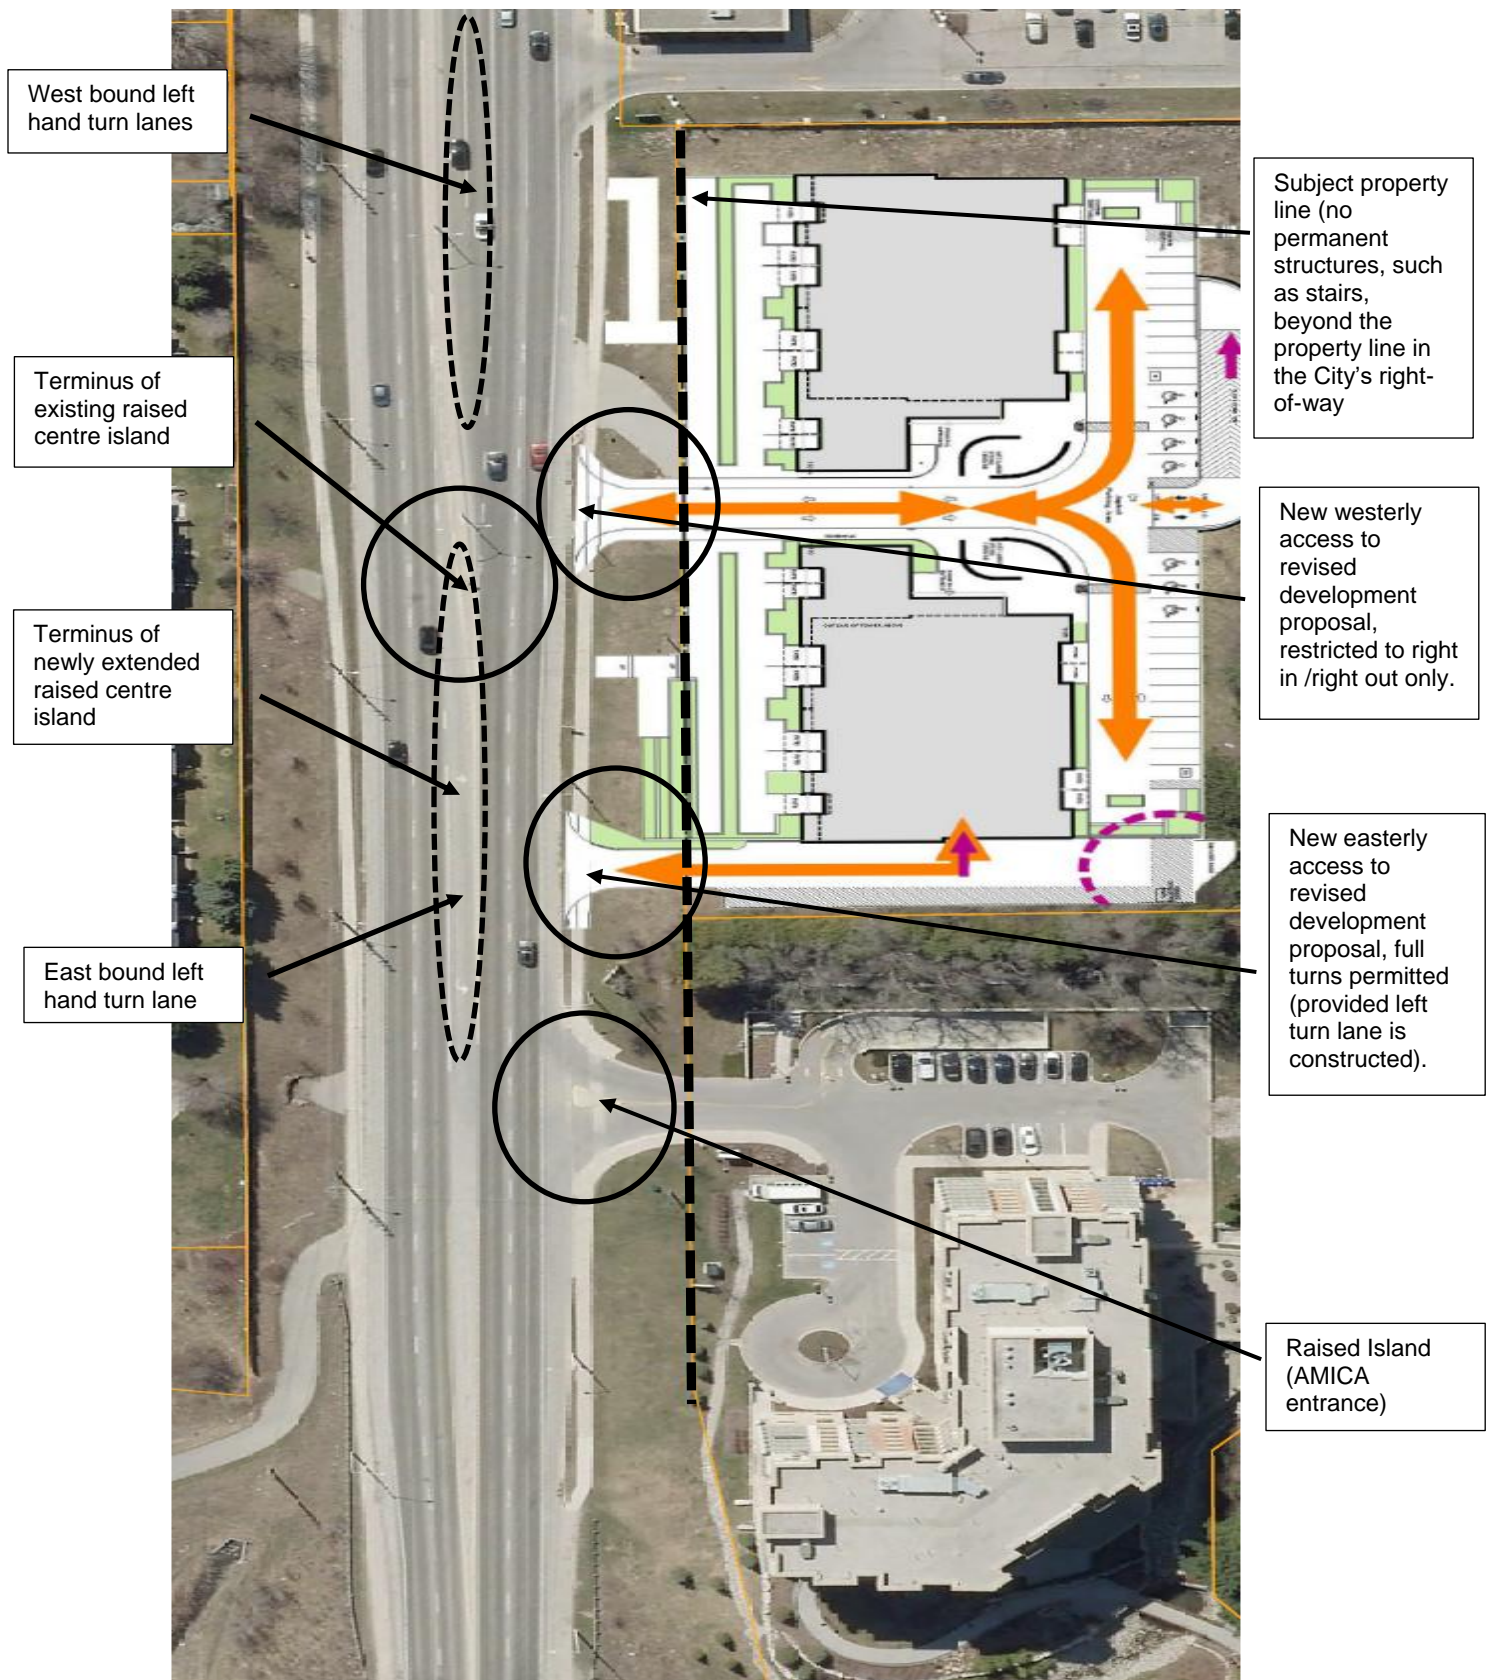 West bound left
hand turn lanes
Terminus of
existing raised
centre island
Terminus of
newly extended
raised centre
island
East bound left
hand turn lane
Subject property
line (no
permanent
structures, such
as stairs,
beyond the
property line in
the City’s right-
of-way
New westerly
access to
revised
development
proposal,
restricted to right
in /right out only.
New easterly
access to
revised
development
proposal, full
turns permitted
(provided left
turn lane is
constructed).
Raised Island
(AMICA
entrance)